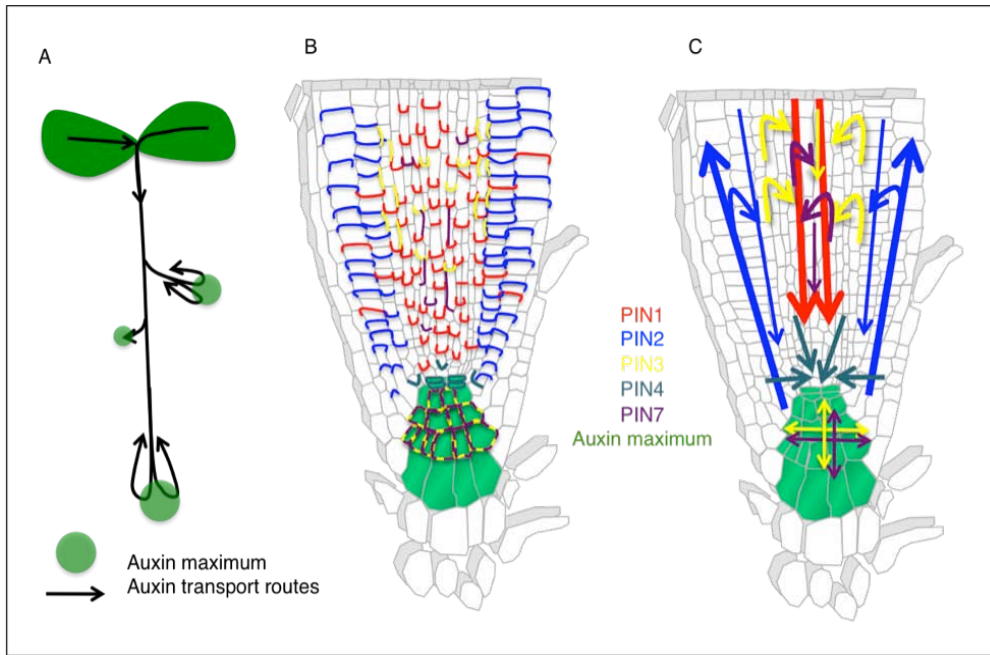 A
B
C
PIN1
PIN2
PIN3
PIN4
PIN7
Auxin maximum
Auxin maximum
Auxin transport routes